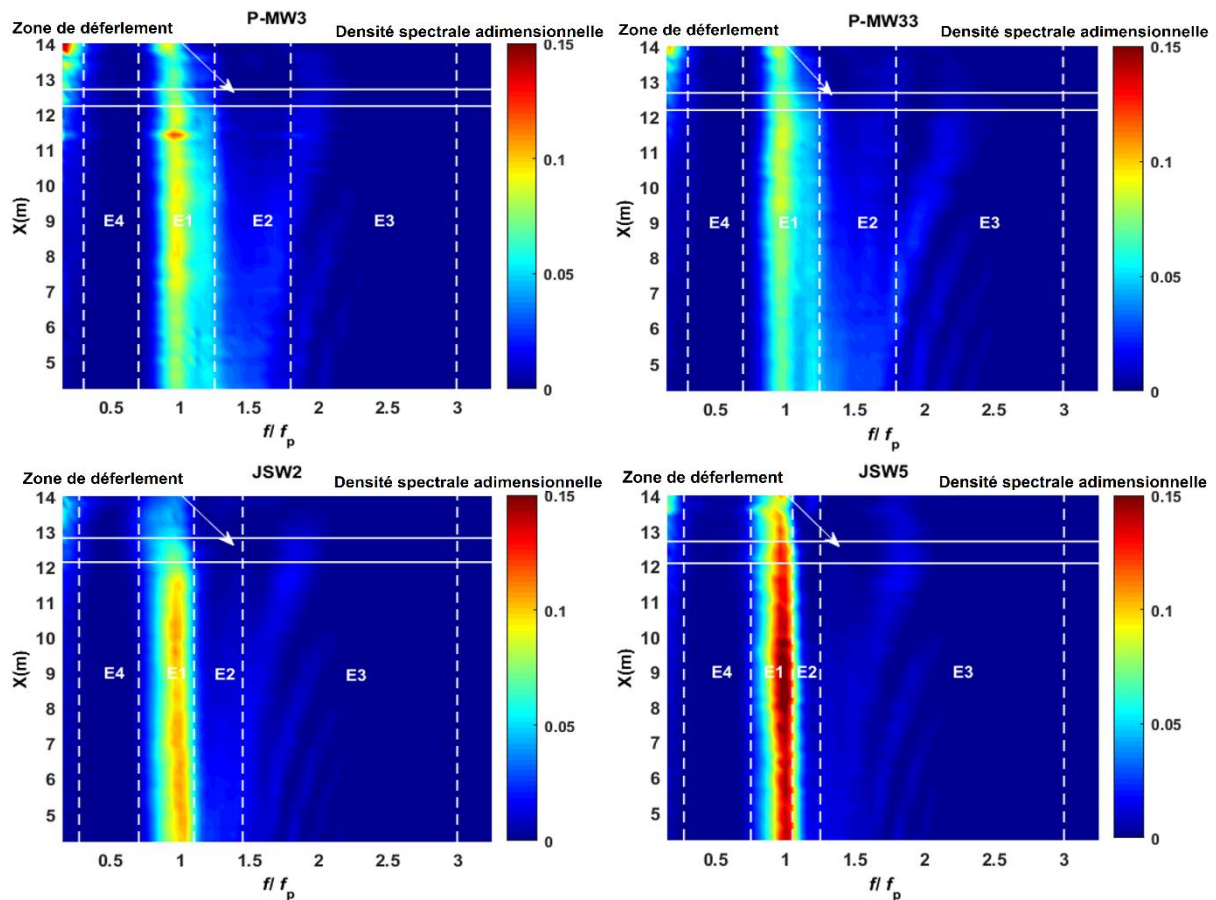 P-MW3
Zone de déferlement
Densité spectrale adimensionnelle
14
13
12
11
10
9
8
7
6
5
X(m)
E4
E1
E2
E3
0.5
1
1.5
2
2.5
3
f/ fp
0.15
0.1
0.05
0
P-MW33
Zone de déferlement
Densité spectrale adimensionnelle
14
13
12
11
10
9
8
7
6
5
X(m)
E4
E1
E2
E3
0.5
1
1.5
2
2.5
3
f/ fp
0.15
0.1
0.05
0
JSW2
Zone de déferlement
Densité spectrale adimensionnelle
14
13
12
11
10
9
8
7
6
5
X(m)
E4
E1
E2
E3
0.5
1
1.5
2
2.5
3
f/ fp
0.15
0.1
0.05
0
JSW5
Zone de déferlement
Densité spectrale adimensionnelle
14
13
12
11
10
9
8
7
6
5
X(m)
E4
E1
E2
E3
0.5
1
1.5
2
2.5
3
f/ fp
0.15
0.1
0.05
0